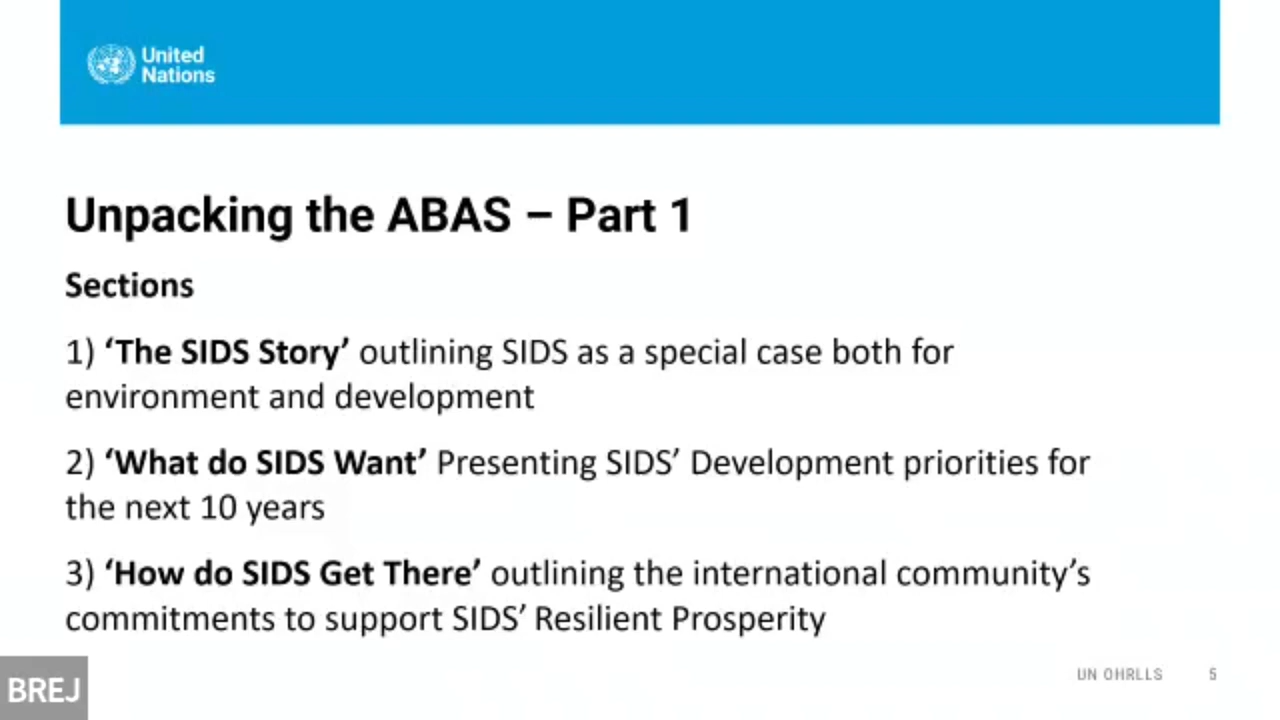 United
Nations
Unpacking the ABAS – Part 1
Sections
1) ‘The SIDS Story’ outlining SIDS as a special case both for
environment and development
2) ‘What do SIDS Want’ Presenting SIDS’ Development priorities for
the next 10 years
3) ‘How do SIDS Get There’ outlining the international community’s
commitments to support SIDS’ Resilient Prosperity
UN OHRLLS 5
BREJ